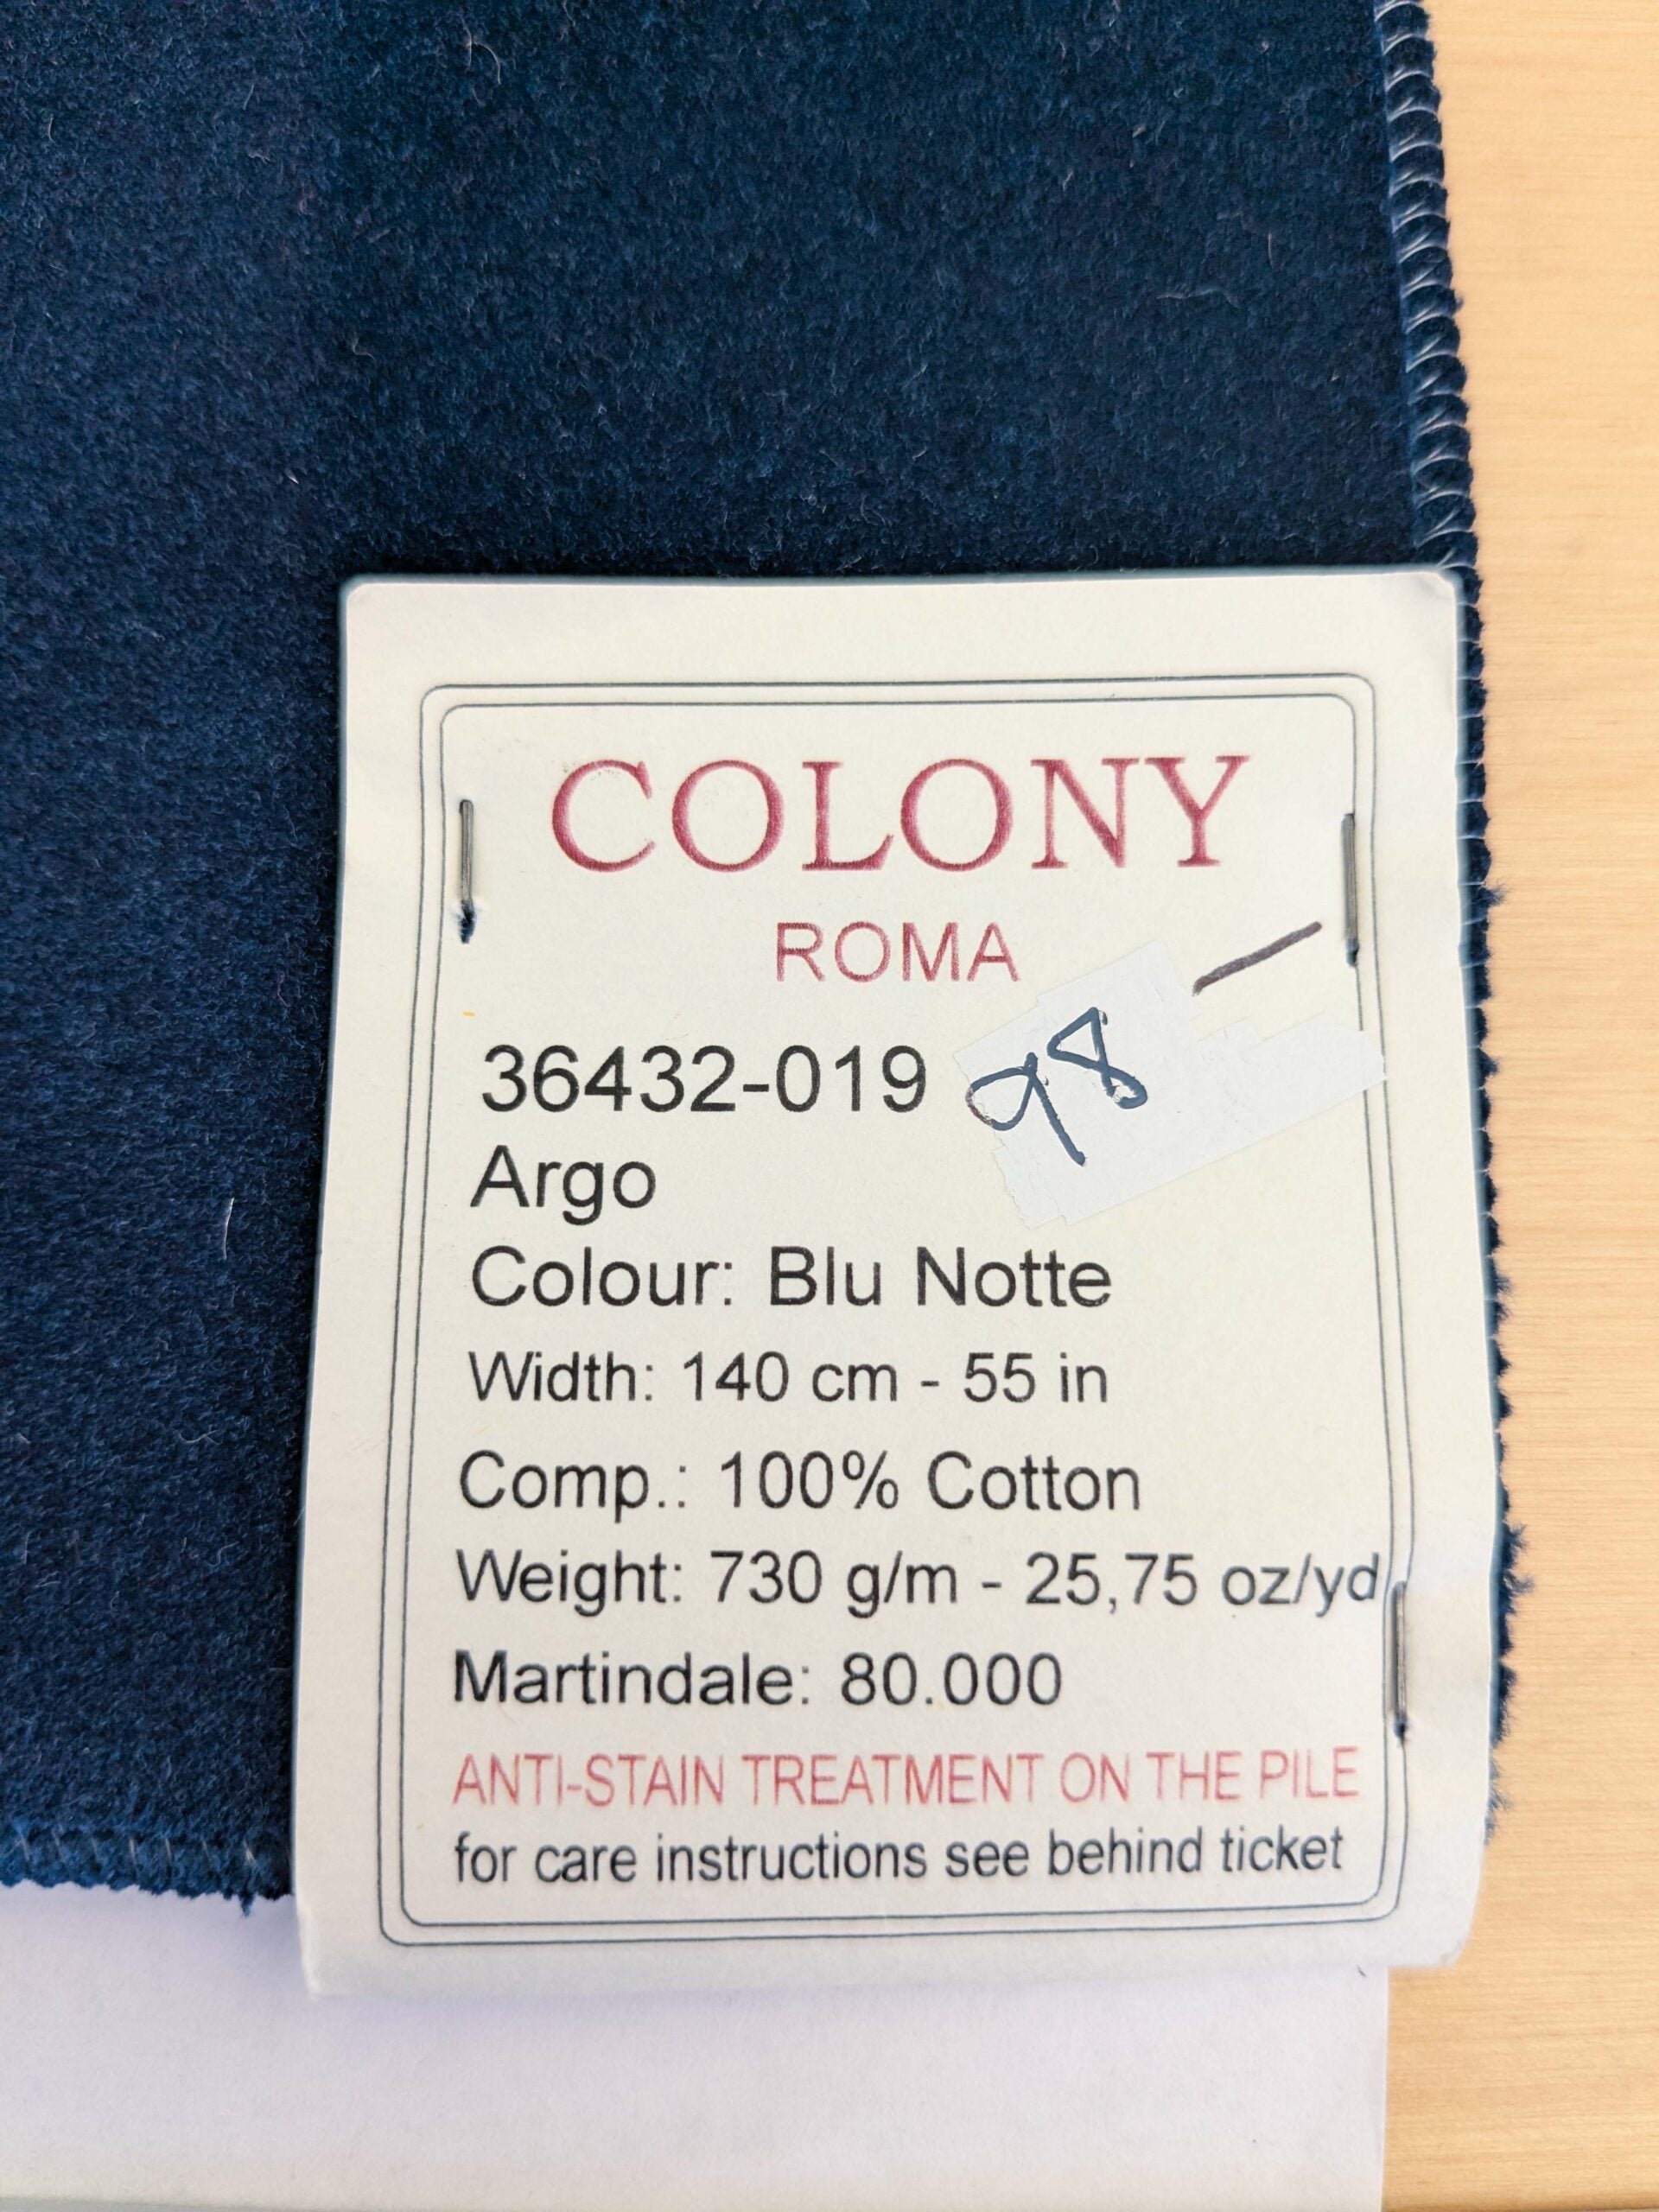 COLONY
ROMA
36432-019 98
Argo
Colour: Blu Notte
Width: 140 cm - 55 in
Comp.: 100% Cotton
Weight: 730 g/m - 25,75 oz/yd
Martindale: 80.000
ANTI-STAIN TREATMENT ON THE PILE
for care instructions see behind ticket